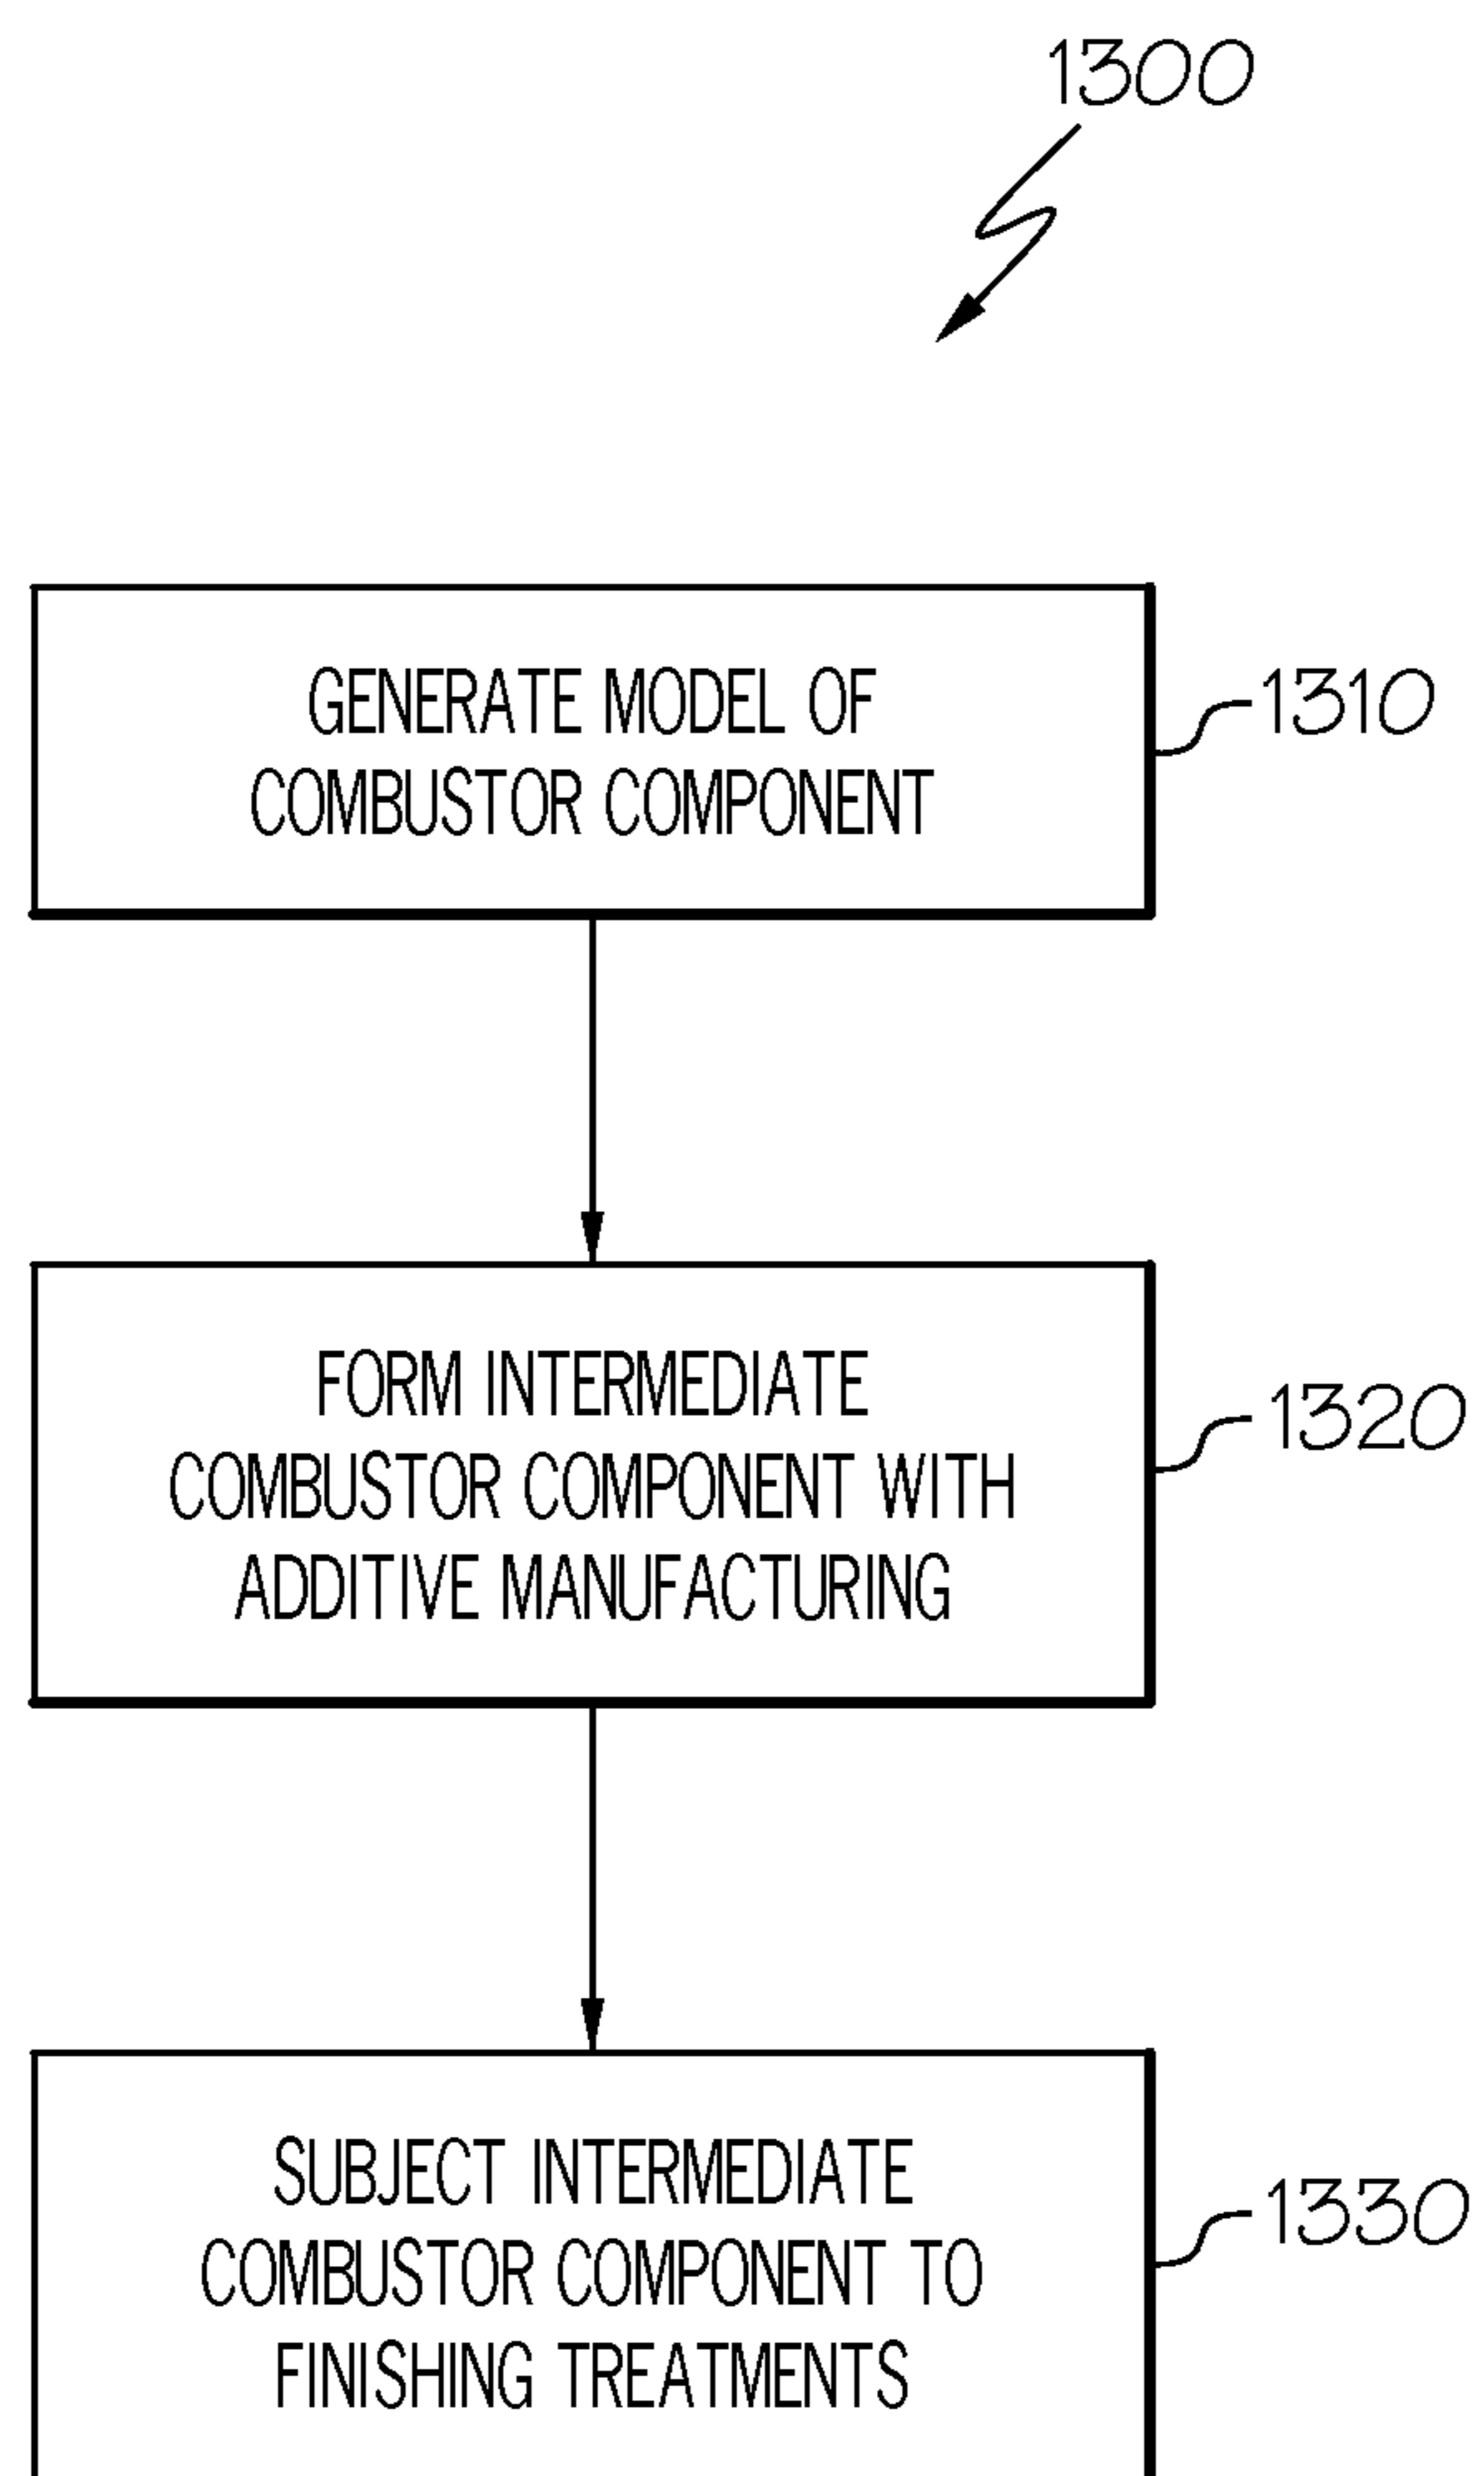 1300
GENERATE MODEL OF
COMBUSTOR COMPONENT
1310
FORM INTERMEDIATE
COMBUSTOR COMPONENT WITH
ADDITIVE MANUFACTURING
1320
SUBJECT INTERMEDIATE
COMBUSTOR COMPONENT TO
FINISHING TREATMENTS
1330